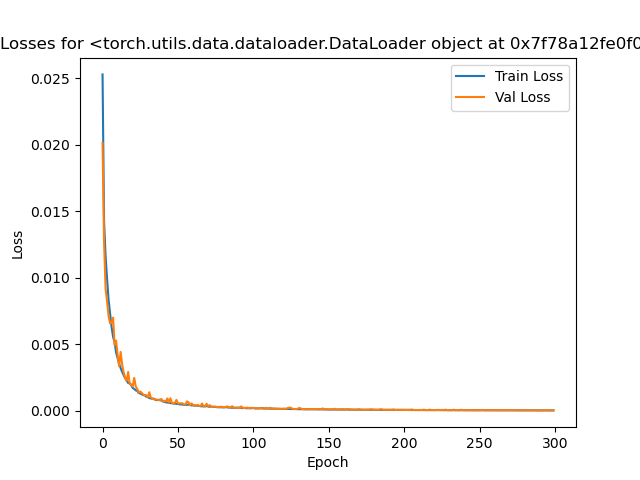 Losses for <torch.utils.data.dataloader.DataLoader object at 0x7f78a12fe0f0
Train Loss
Val Loss
0.025
0.020
0.015
0.010
0.005
0.000
Loss
0 50 100 150 200 250 300
Epoch